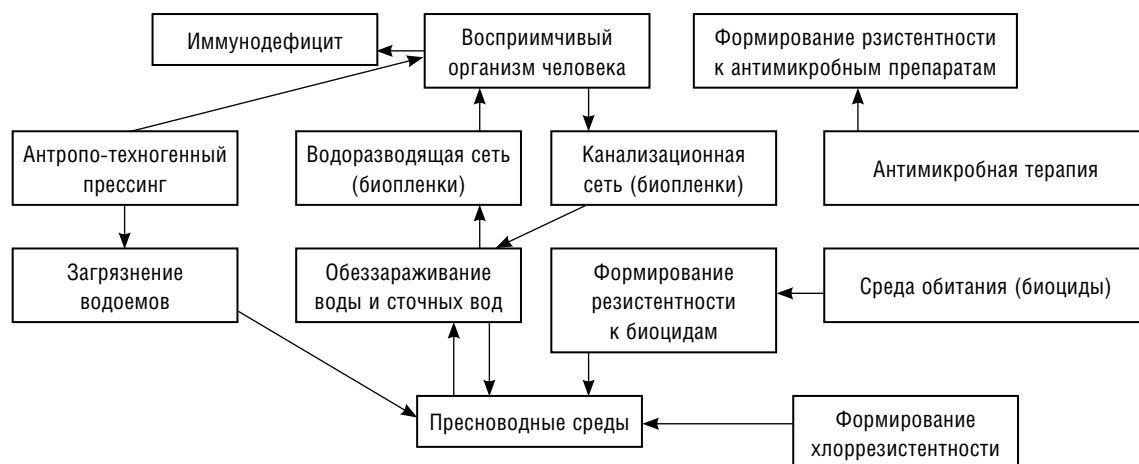 Иммунодефицит
Восприимчивый
организм человека
Формирование рзистентности
к антимикробным препаратам
Антропо-техногенный
прессинг
Водоразводящая сеть
(биопленки)
Канализационная
сеть (биопленки)
Антимикробная терапия
Загрязнение
водоемов
Обеззараживание
воды и сточных вод
Формирование
резистентности
к биоцидам
Среда обитания (биоциды)
Пресноводные среды
Формирование
хлоррезистентности